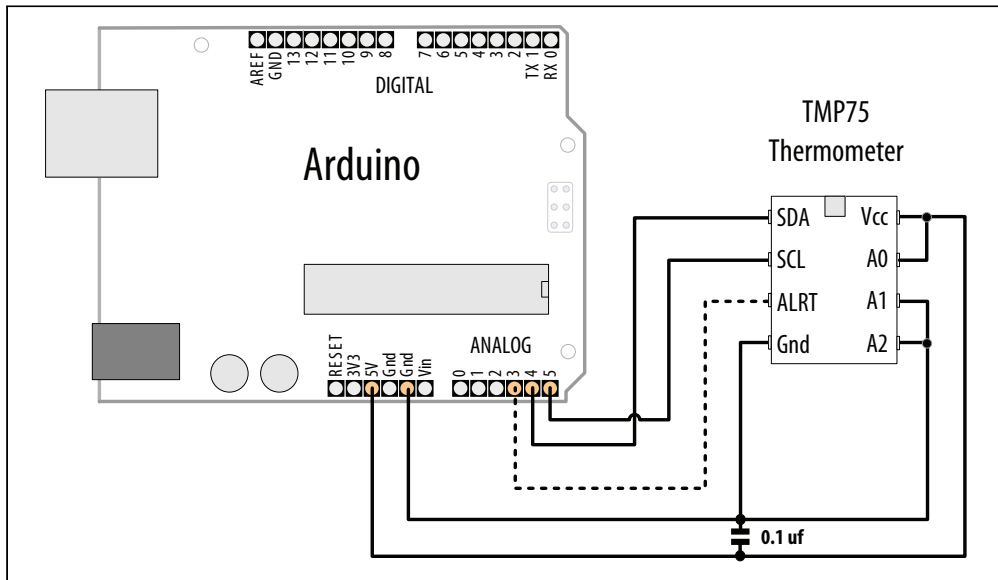 AREF
GND
13
12
11
10
9
8
7
6
5
4
3
2
TX 1
RX 0
DIGITAL
Arduino
TMP75
Thermometer
SDA
Vcc
SCL
A0
ALRT
A1
Gnd
A2
ANALOG
RESET
3V3
5V
Gnd
Gnd
Vin
0
1
2
3
4
5
0.1 uf